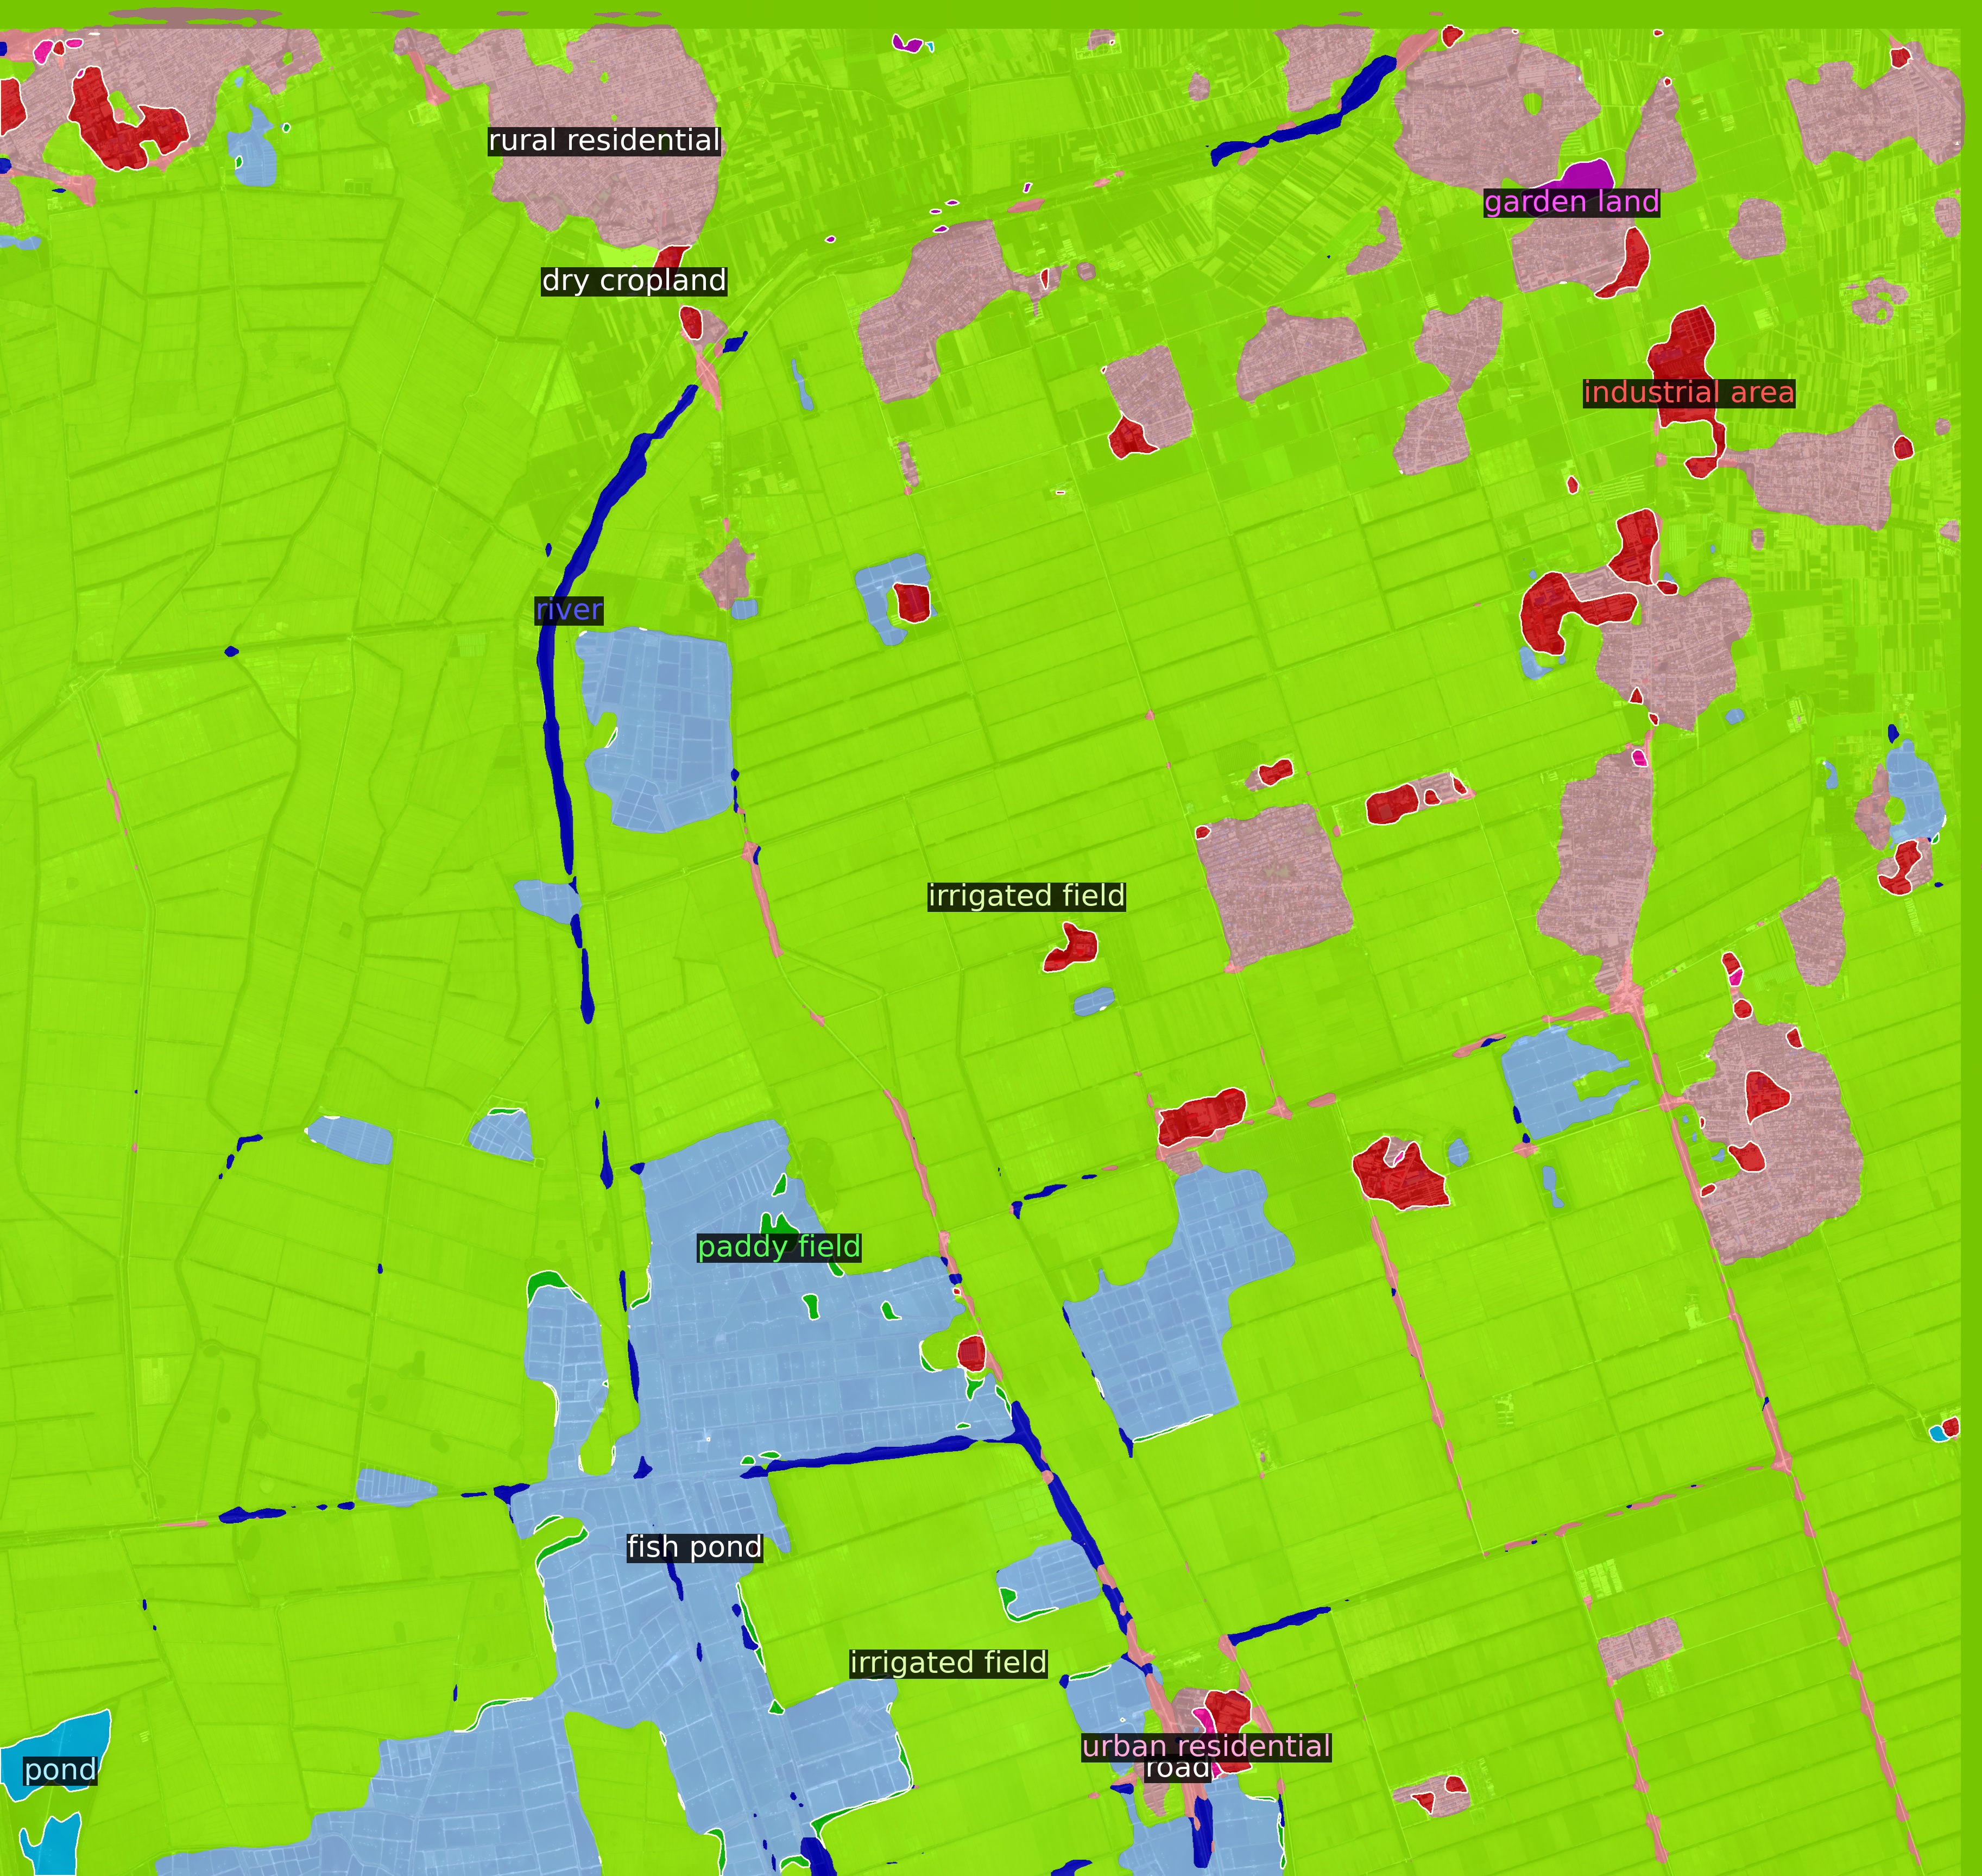 rural residential
garden land
dry cropland
industrial area
river
irrigated field
paddy field
fish pond
irrigated field
urban residential
road
pond